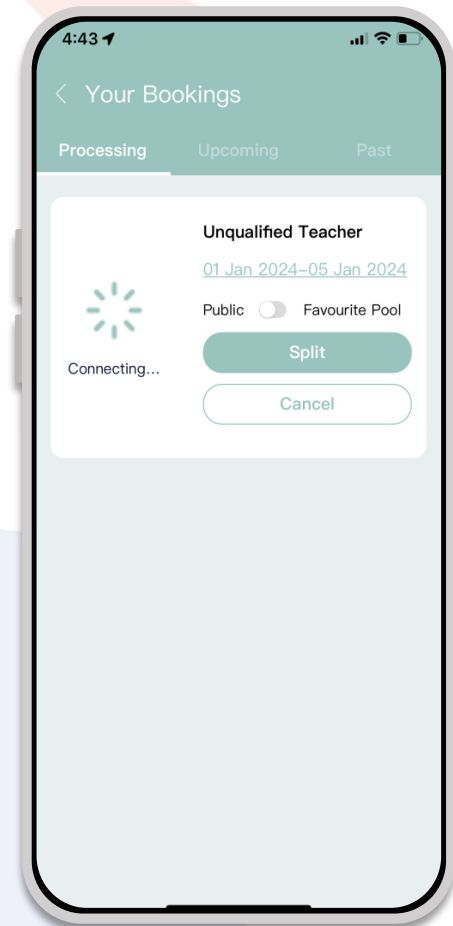 4:43
Your Bookings
Processing Upcoming Past
Unqualified Teacher
01 Jan 2024–05 Jan 2024
Public Favourite Pool
Split
Connecting...
Cancel